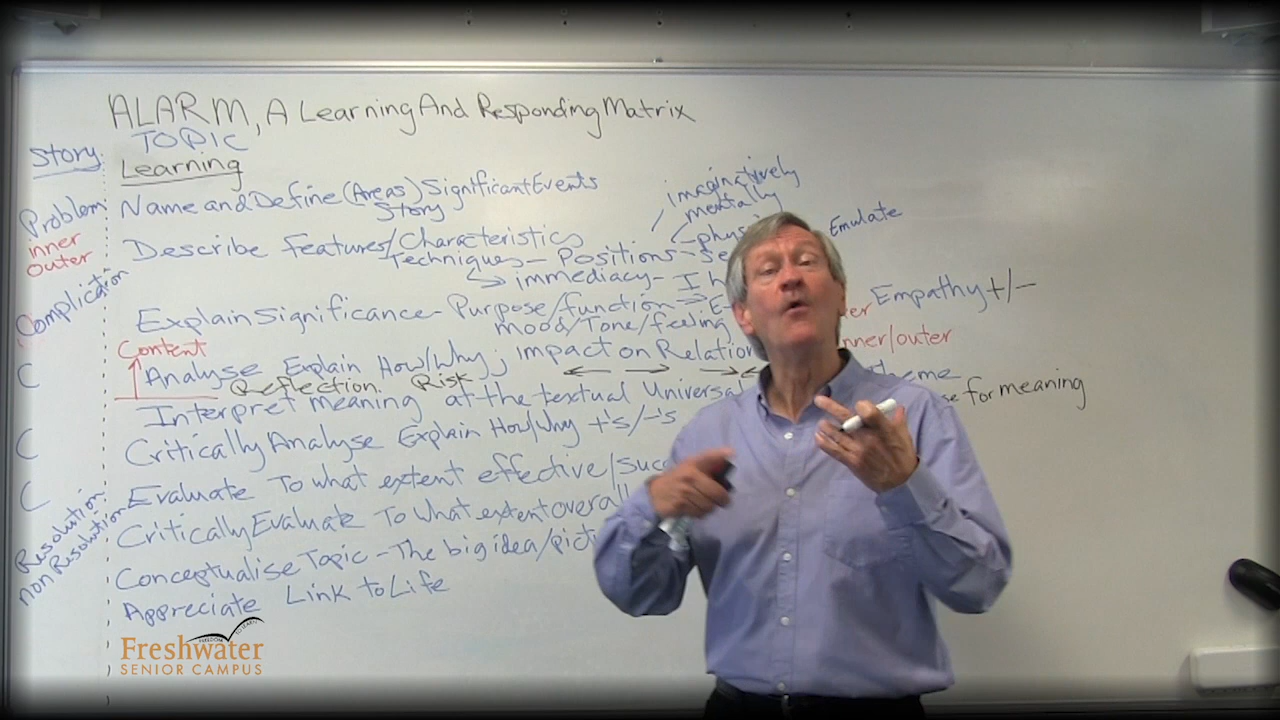 ALARM, A Learning And Responding Matrix
TOPIC
Story
Learning
Name and Define (Areas) Significant Events
Story
imaginatively
mentally
Problem
inner
outer
Describe Features/Characteristics
Techniques - Positions -
Emulate
immediacy - I
Complication
Explain Significance - Purpose/function → E
Empathy +/-
mood/Tone/feeling
Content
Analyse Explain How/Why; impact on
inner/outer
C
Reflection. Risk
Theme
Interpret meaning at the textual Universal
for meaning
Critically Analyse Explain How/Why +'s/-'s
C
Evaluate To what extent effective/
C
Critically Evaluate To What extent overall
Resolution
non Resolution
Conceptualise Topic - The big idea/
Appreciate Link to Life
FREEDOM TO LEARN
Freshwater
SENIOR CAMPUS